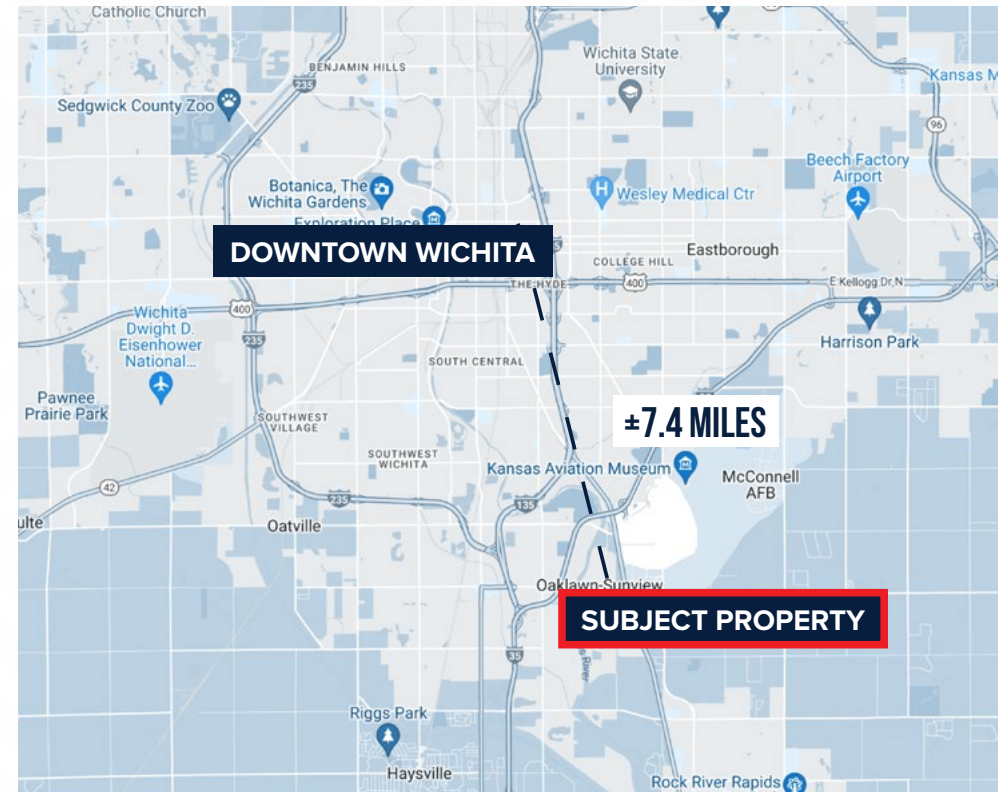 Catholic Church
BENJAMIN HILLS
235
Wichita State
University
Kansas M
Sedgwick County Zoo
96
Beech Factory
Airport
Botanica, The
Wichita Gardens
Wesley Medical Ctr
Exploration Place
DOWNTOWN WICHITA
COLLEGE HILL
Eastborough
THE HYDE
400
E Kellogg Dr N
400
Wichita
Dwight D.
Eisenhower
National...
235
Harrison Park
SOUTH CENTRAL
Pawnee
Prairie Park
±7.4 MILES
SOUTHWEST
VILLAGE
SOUTHWEST
WICHITA
Kansas Aviation Museum
McConnell
AFB
42
235
135
ulte
Oatville
Oaklawn-Sunview
SUBJECT PROPERTY
35
River
Riggs Park
Haysville
Rock River Rapids